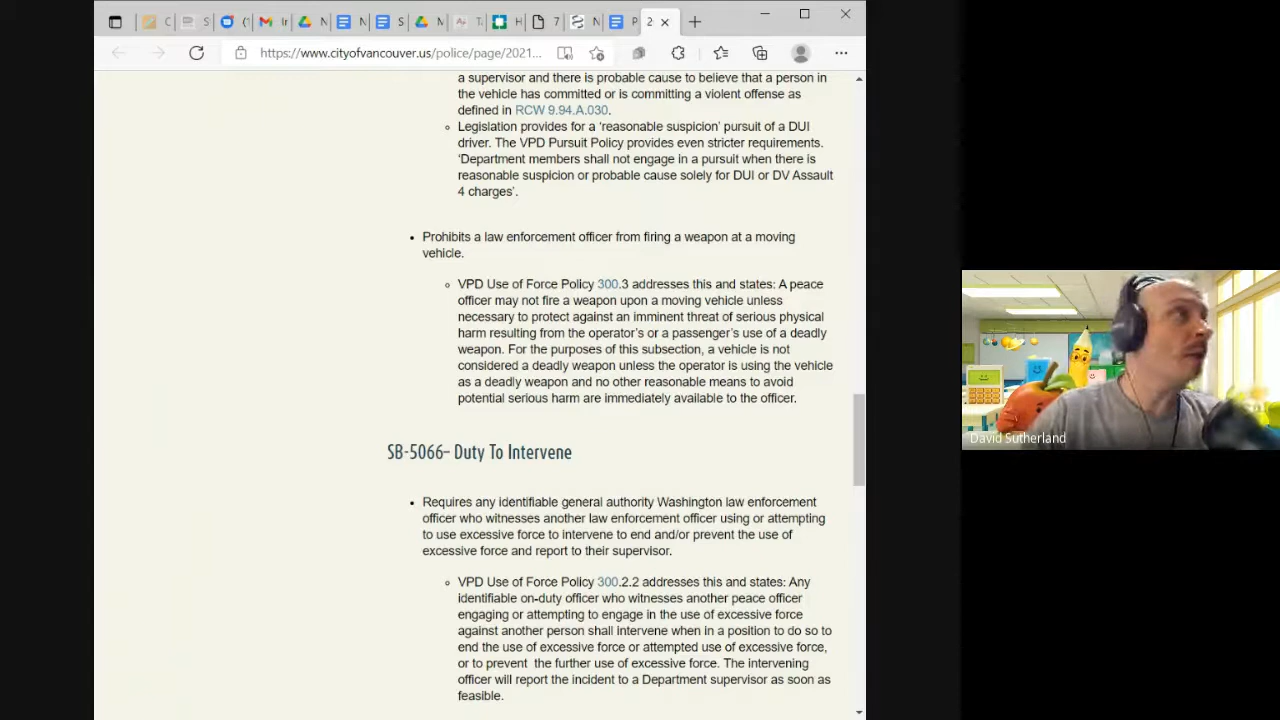 https://www.cityofvancouver.us/police/page/2021...
a supervisor and there is probable cause to believe that a person in
the vehicle has committed or is committing a violent offense as
defined in RCW 9.94.A.030.
Legislation provides for a 'reasonable suspicion' pursuit of a DUI
driver. The VPD Pursuit Policy provides even stricter requirements.
'Department members shall not engage in a pursuit when there is
reasonable suspicion or probable cause solely for DUI or DV Assault
4 charges'.
Prohibits a law enforcement officer from firing a weapon at a moving
vehicle.
VPD Use of Force Policy 300.3 addresses this and states: A peace
officer may not fire a weapon upon a moving vehicle unless
necessary to protect against an imminent threat of serious physical
harm resulting from the operator's or a passenger's use of a deadly
weapon. For the purposes of this subsection, a vehicle is not
considered a deadly weapon unless the operator is using the vehicle
as a deadly weapon and no other reasonable means to avoid
potential serious harm are immediately available to the officer.
SB-5066- Duty To Intervene
Requires any identifiable general authority Washington law enforcement
officer who witnesses another law enforcement officer using or attempting
to use excessive force to intervene to end and/or prevent the use of
excessive force and report to their supervisor.
VPD Use of Force Policy 300.2.2 addresses this and states: Any
identifiable on-duty officer who witnesses another peace officer
engaging or attempting to engage in the use of excessive force
against another person shall intervene when in a position to do so to
end the use of excessive force or attempted use of excessive force,
or to prevent the further use of excessive force. The intervening
officer will report the incident to a Department supervisor as soon as
feasible.
David Sutherland